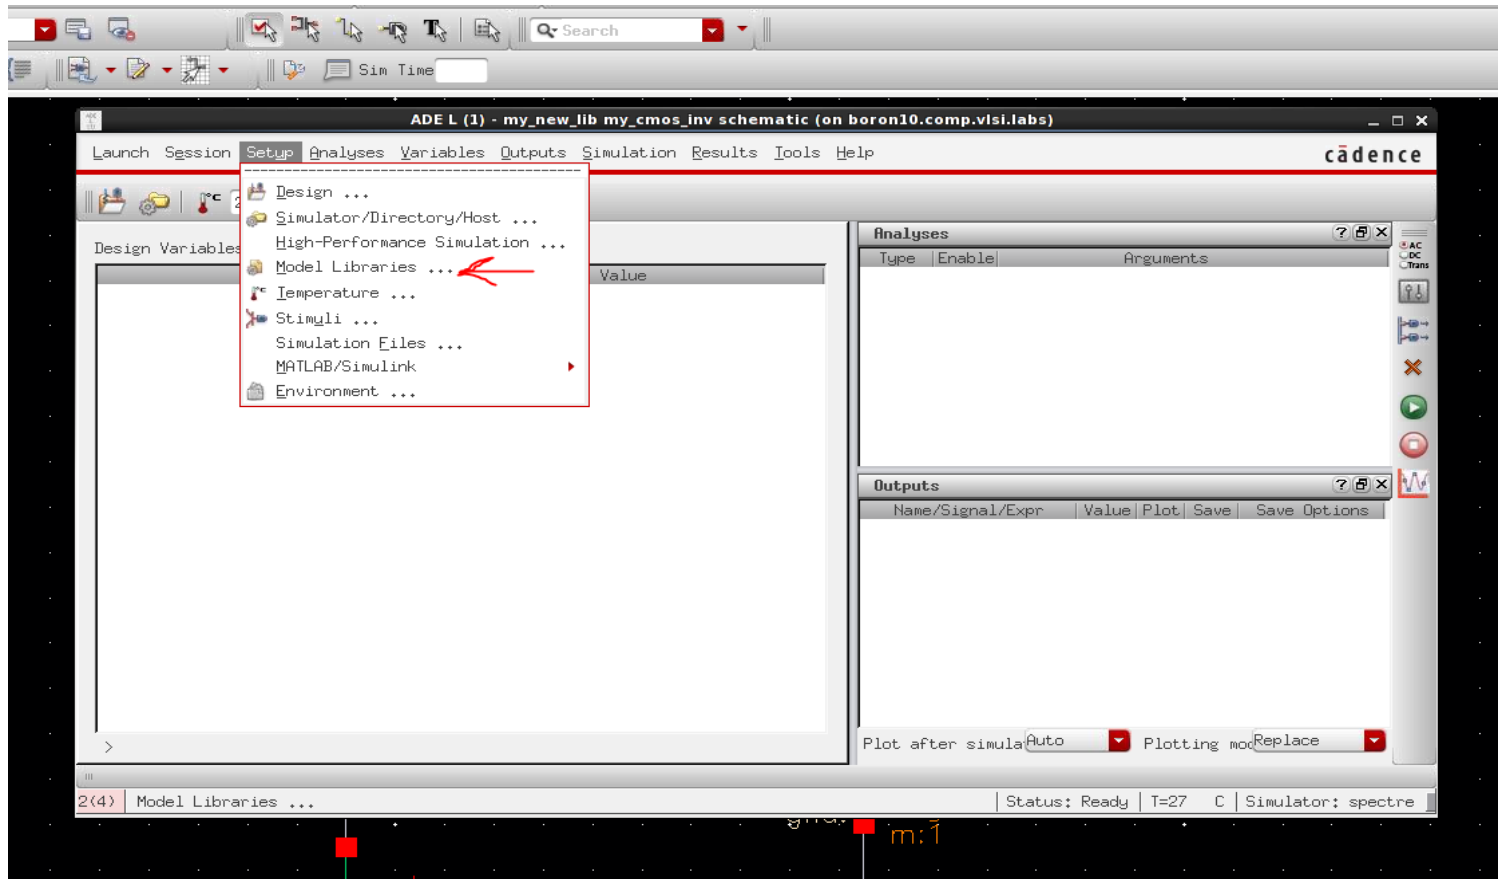 Search
Sim Time
ADE L (1) - my_new_lib my_cmos_inv schematic (on boron10.comp.vlsi.labs)
Launch Session Setup Analyses Variables Outputs Simulation Results Tools Help
cādence
Design ...
Simulator/Directory/Host ...
High-Performance Simulation ...
Model Libraries ...
Temperature ...
Stimuli ...
Simulation Files ...
MATLAB/Simulink
Environment ...
°C 2
Design Variables
Value
>
Analyses
Type Enable Arguments
AC
DC
Trans
Outputs
Name/Signal/Expr Value Plot Save Save Options
Plot after simula Auto Plotting mod Replace
2(4) Model Libraries ...
Status: Ready T=27 C Simulator: spectre
m:1